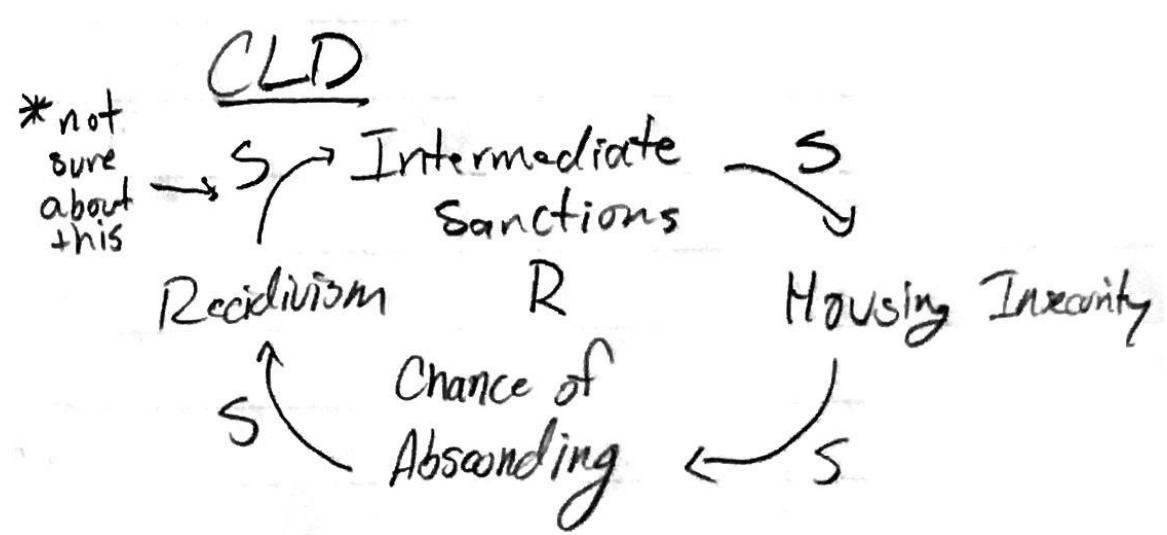 CLD
*not
sure
about
this
S
Intermediate
Sanctions
S
Recidivism
R
Housing Insecurity
Chance of
Absconding
S
S